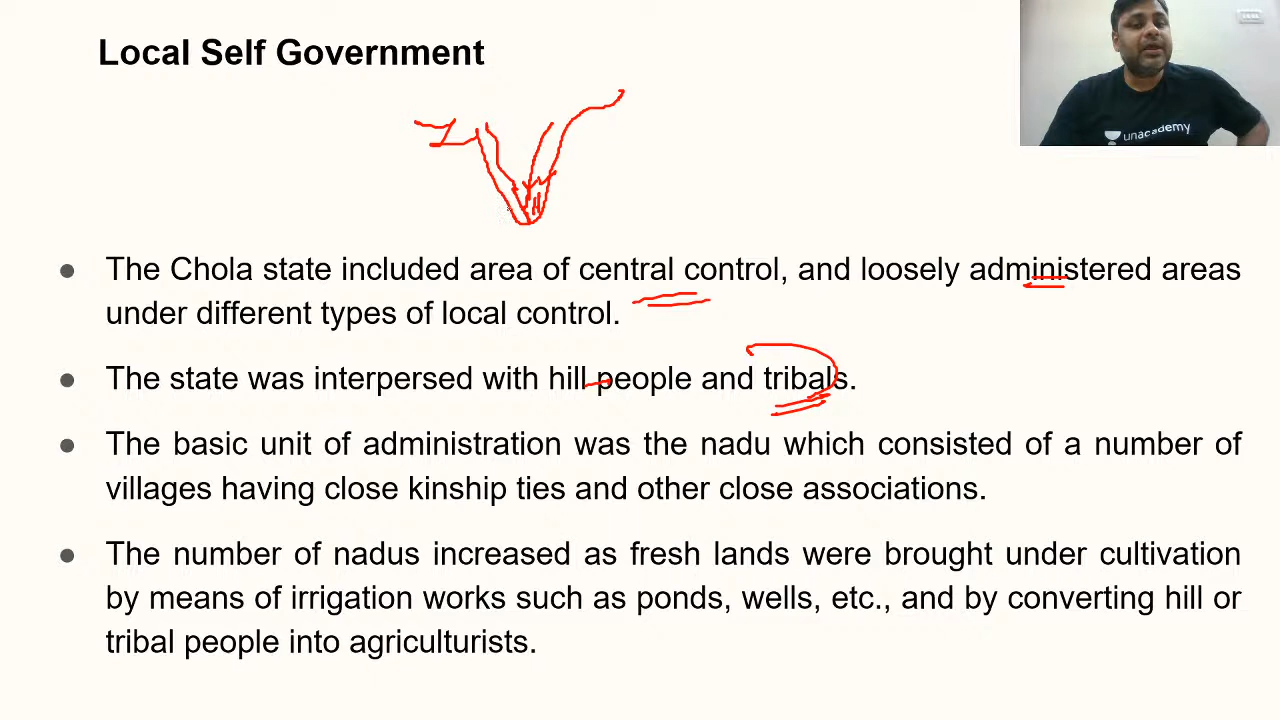 Local Self Government
unacademy
● The Chola state included area of central control, and loosely administered areas
under different types of local control.
● The state was interpersed with hill people and tribals.
● The basic unit of administration was the nadu which consisted of a number of
villages having close kinship ties and other close associations.
● The number of nadus increased as fresh lands were brought under cultivation
by means of irrigation works such as ponds, wells, etc., and by converting hill or
tribal people into agriculturists.